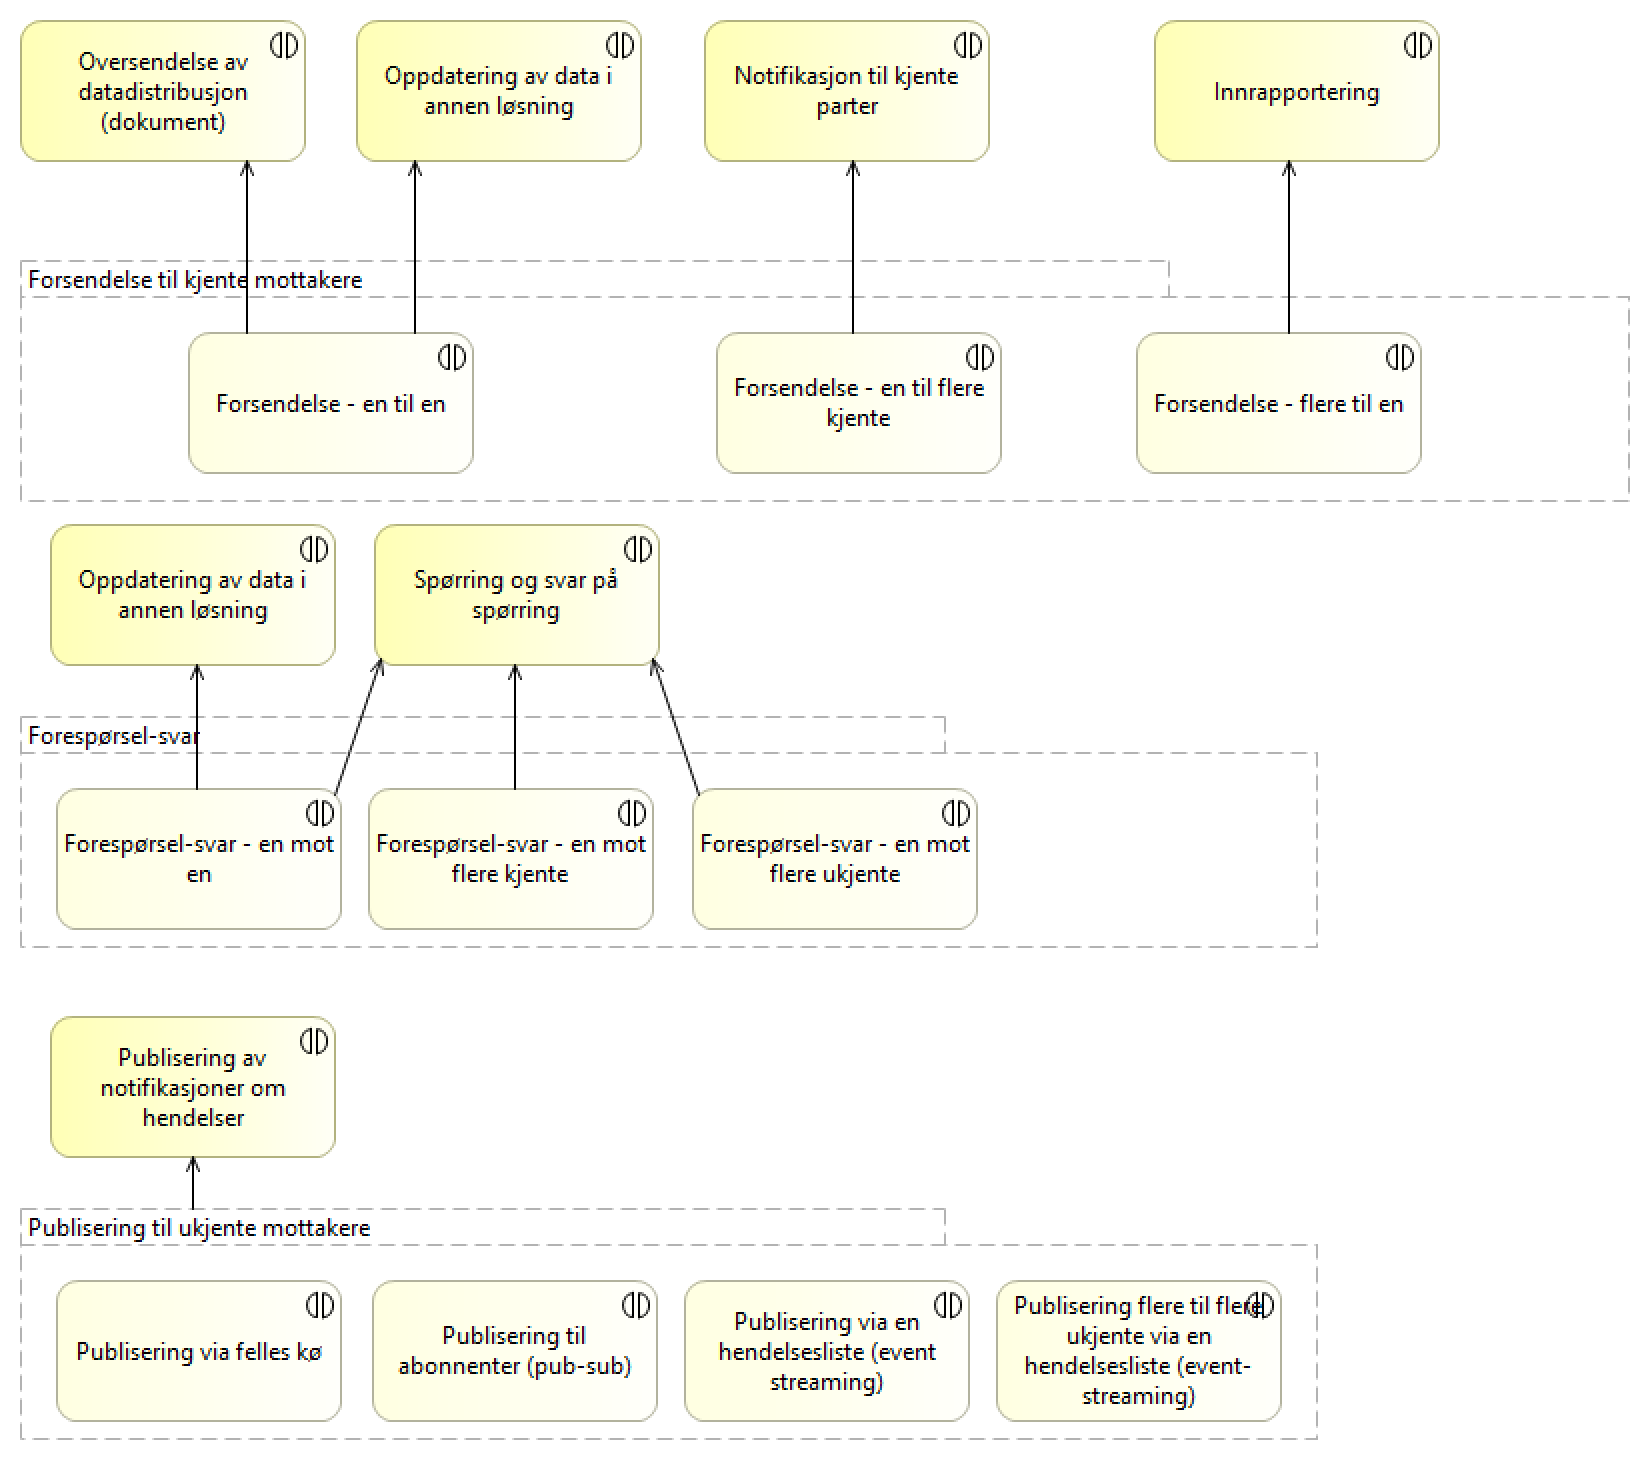 Oversendelse av
datadistribusjon
(dokument)
Oppdatering av data i
annen løsning
Notifikasjon til kjente
parter
Innrapportering
Forsendelse til kjente mottakere
Forsendelse - en til en
Forsendelse - en til flere
kjente
Forsendelse - flere til en
Oppdatering av data i
annen løsning
Spørring og svar på
spørring
Forespørsel-svar
Forespørsel-svar - en mot
en
Forespørsel-svar - en mot
flere kjente
Forespørsel-svar - en mot
flere ukjente
Publisering av
notifikasjoner om
hendelser
Publisering til ukjente mottakere
Publisering via felles kø
Publisering til
abonnenter (pub-sub)
Publisering via en
hendelsesliste (event
streaming)
Publisering flere til flere
ukjente via en
hendelsesliste (event-
streaming)